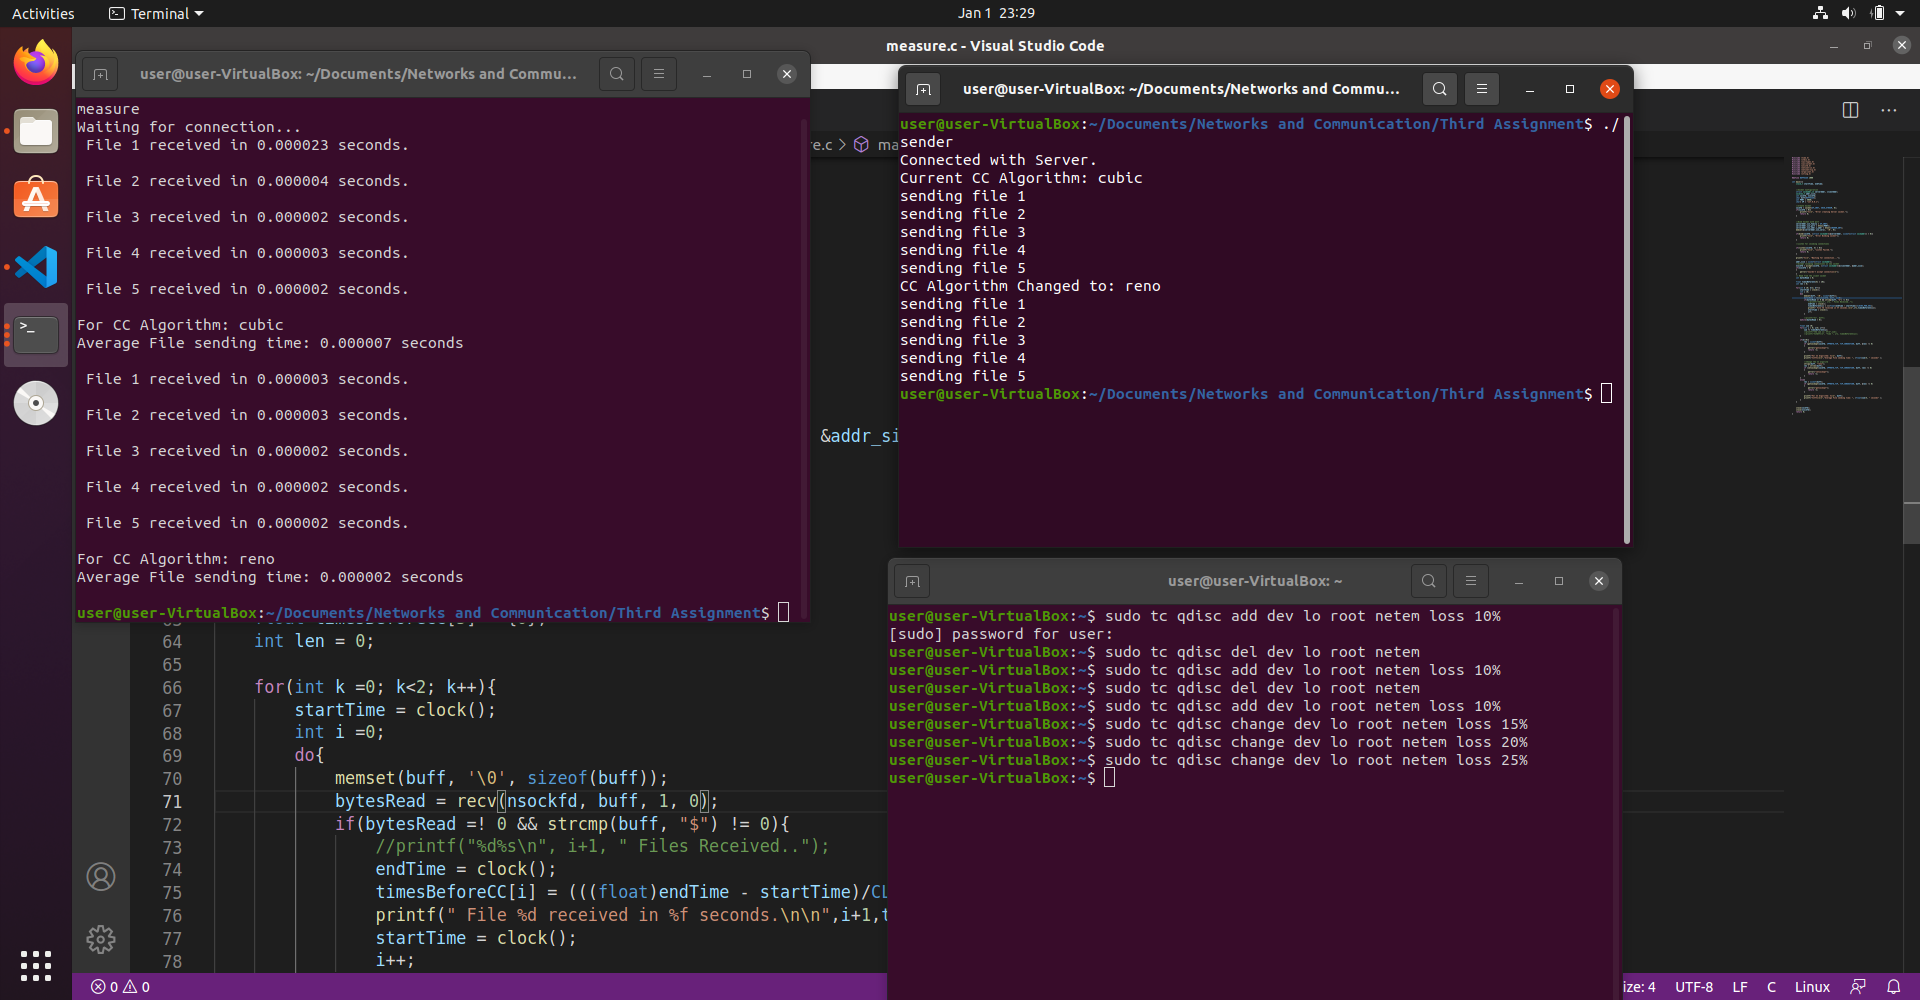 Activities
Terminal
Jan 1 23:29
measure.c - Visual Studio Code
user@user-VirtualBox: ~/Documents/Networks and Commu...
measure
Waiting for connection...
File 1 received in 0.000023 seconds.
File 2 received in 0.000004 seconds.
File 3 received in 0.000002 seconds.
File 4 received in 0.000003 seconds.
File 5 received in 0.000002 seconds.
For CC Algorithm: cubic
Average File sending time: 0.000007 seconds
File 1 received in 0.000003 seconds.
File 2 received in 0.000003 seconds.
File 3 received in 0.000002 seconds.
File 4 received in 0.000002 seconds.
File 5 received in 0.000002 seconds.
For CC Algorithm: reno
Average File sending time: 0.000002 seconds
user@user-VirtualBox:~/Documents/Networks and Communication/Third Assignment$
user@user-VirtualBox: ~/Documents/Networks and Commu...
user@user-VirtualBox:~/Documents/Networks and Communication/Third Assignment$ ./
sender
Connected with Server.
Current CC Algorithm: cubic
sending file 1
sending file 2
sending file 3
sending file 4
sending file 5
CC Algorithm Changed to: reno
sending file 1
sending file 2
sending file 3
sending file 4
sending file 5
user@user-VirtualBox:~/Documents/Networks and Communication/Third Assignment$
re.c > ma
&addr_si
user@user-VirtualBox: ~
user@user-VirtualBox:~$ sudo tc qdisc add dev lo root netem loss 10%
[sudo] password for user:
user@user-VirtualBox:~$ sudo tc qdisc del dev lo root netem
user@user-VirtualBox:~$ sudo tc qdisc add dev lo root netem loss 10%
user@user-VirtualBox:~$ sudo tc qdisc del dev lo root netem
user@user-VirtualBox:~$ sudo tc qdisc add dev lo root netem loss 10%
user@user-VirtualBox:~$ sudo tc qdisc change dev lo root netem loss 15%
user@user-VirtualBox:~$ sudo tc qdisc change dev lo root netem loss 20%
user@user-VirtualBox:~$ sudo tc qdisc change dev lo root netem loss 25%
user@user-VirtualBox:~$
64 int len = 0;
65
66 for(int k =0; k<2; k++){
67 startTime = clock();
68 int i =0;
69 do{
70 memset(buff, '\0', sizeof(buff));
71 bytesRead = recv(nsockfd, buff, 1, 0);
72 if(bytesRead =! 0 && strcmp(buff, "$") != 0){
73 //printf("%d%s\n", i+1, " Files Received..");
74 endTime = clock();
75 timesBeforeCC[i] = (((float)endTime - startTime)/CL
76 printf(" File %d received in %f seconds.\n\n",i+1,t
77 startTime = clock();
78 i++;
0 0
ize: 4 UTF-8 LF C Linux